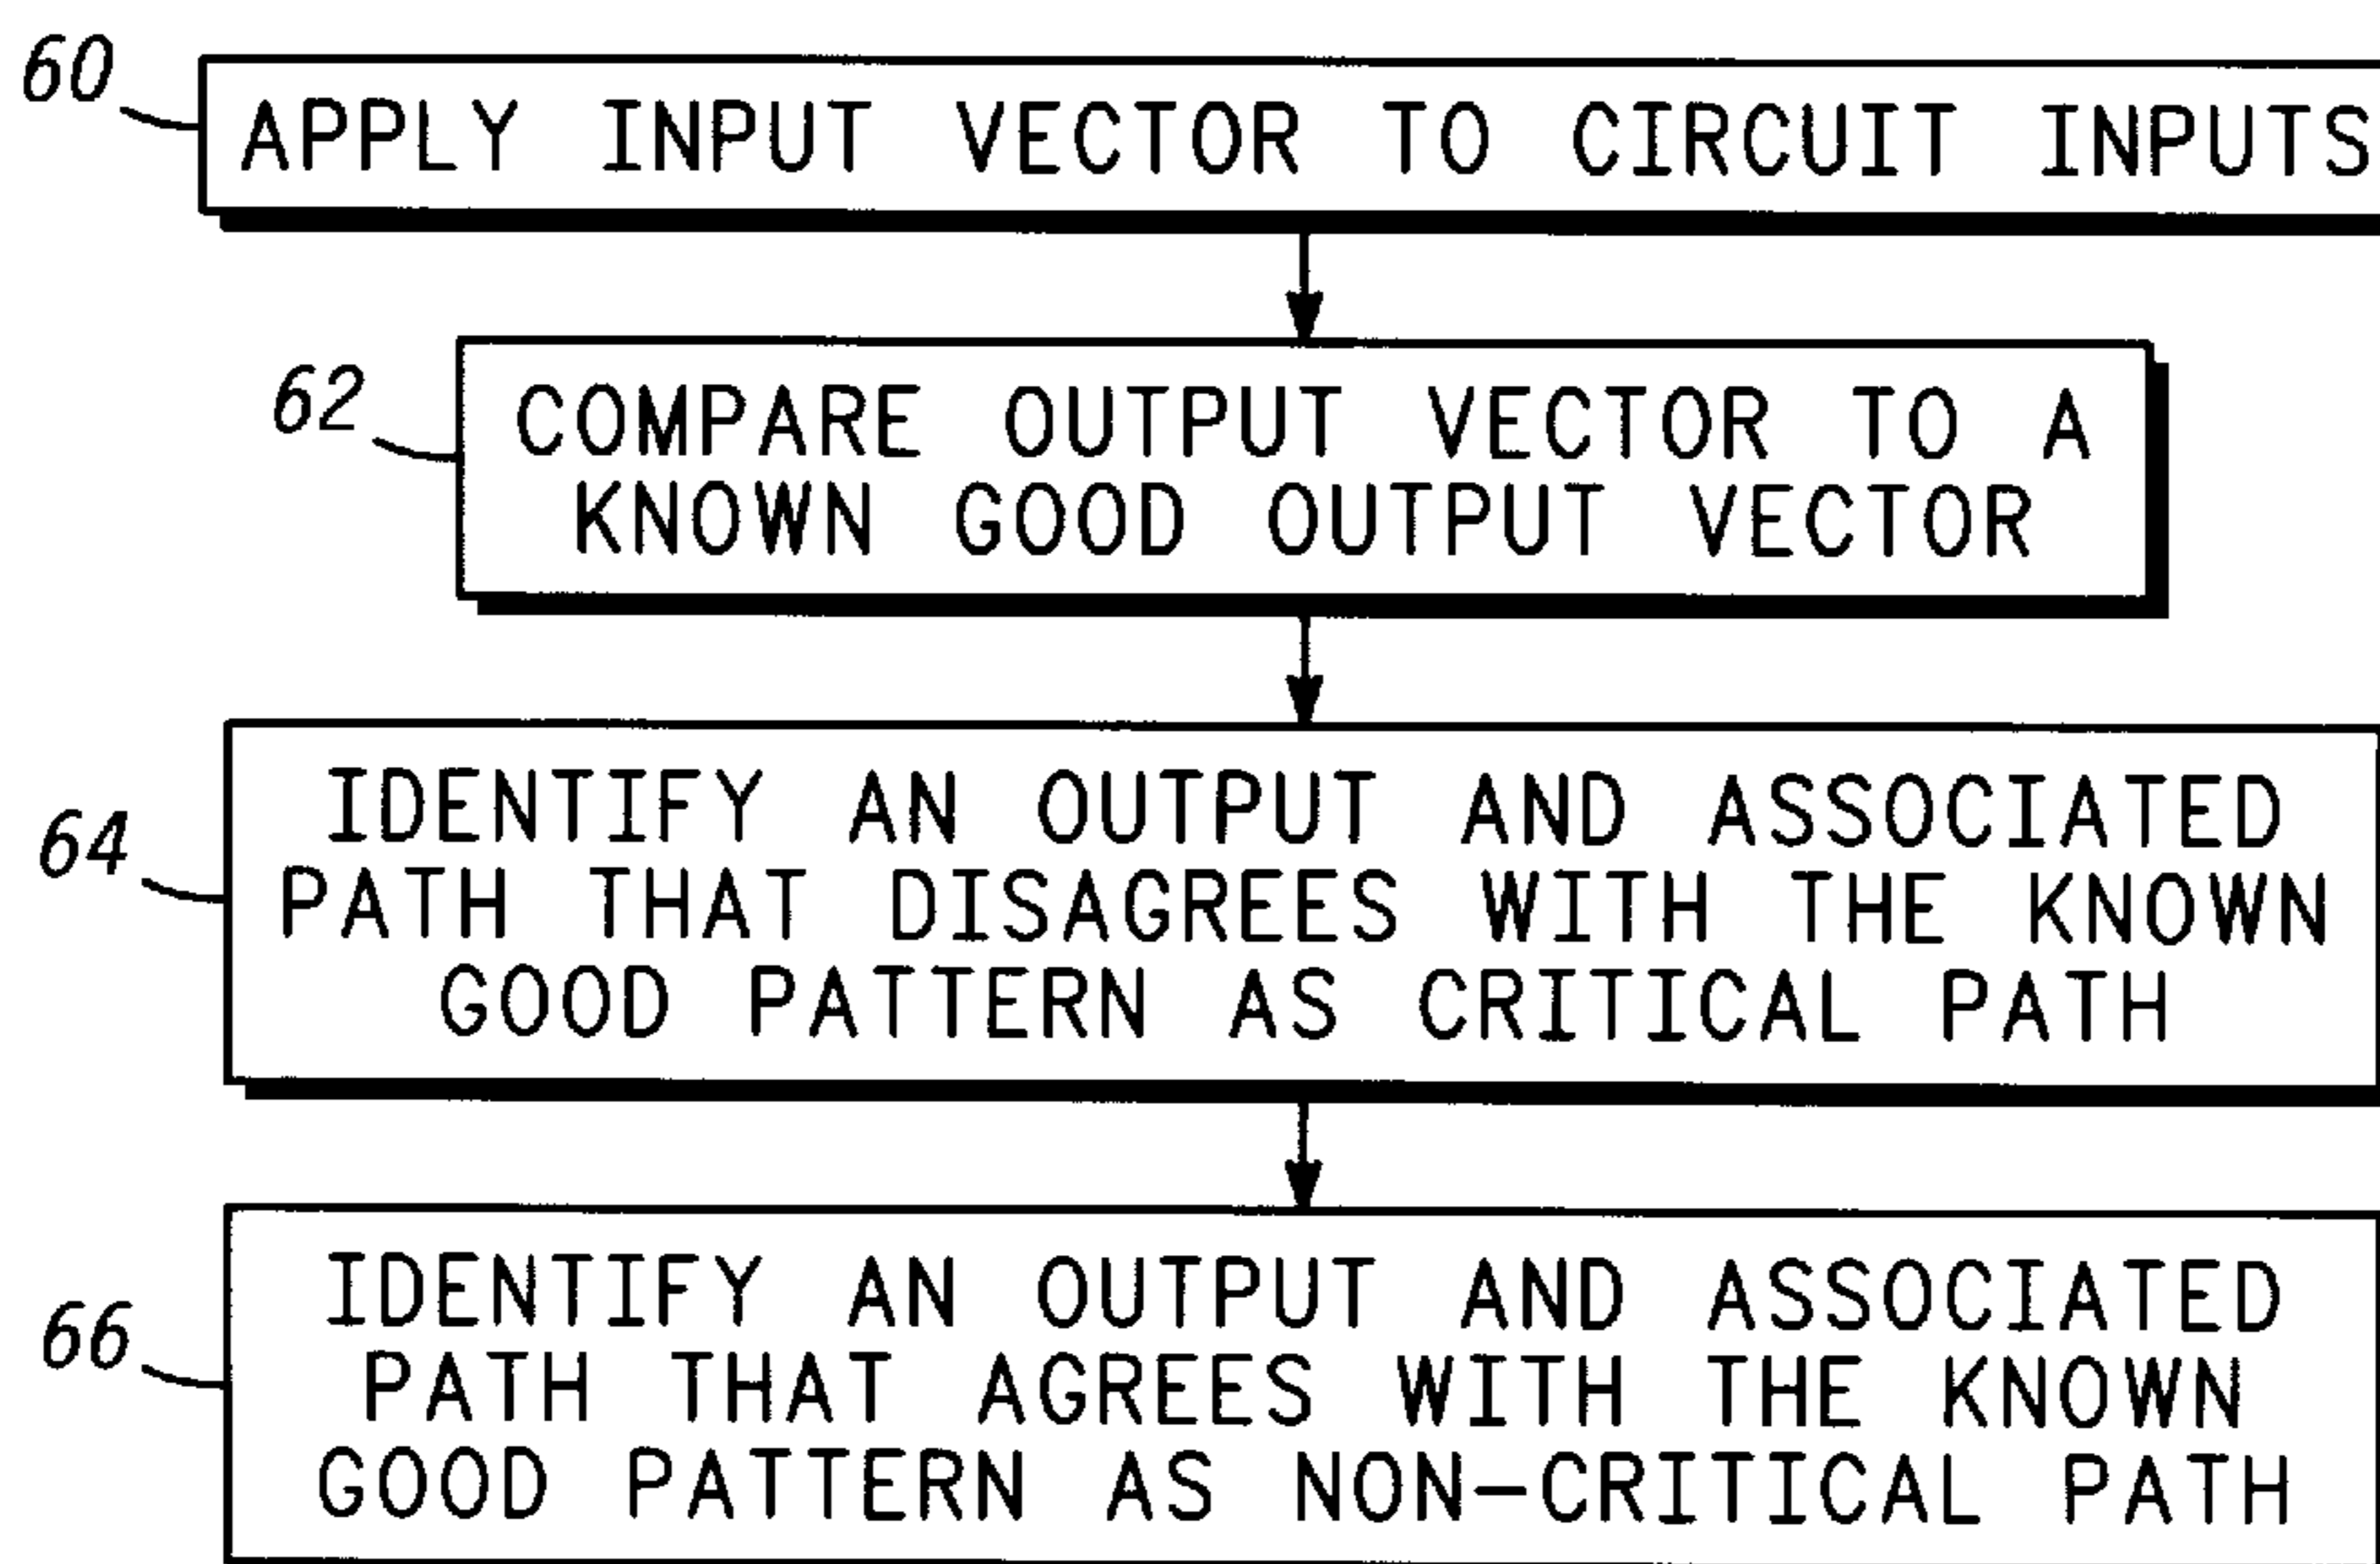 60
APPLY INPUT VECTOR TO CIRCUIT INPUTS
62
COMPARE OUTPUT VECTOR TO A
KNOWN GOOD OUTPUT VECTOR
64
IDENTIFY AN OUTPUT AND ASSOCIATED
PATH THAT DISAGREES WITH THE KNOWN
GOOD PATTERN AS CRITICAL PATH
66
IDENTIFY AN OUTPUT AND ASSOCIATED
PATH THAT AGREES WITH THE KNOWN
GOOD PATTERN AS NON-CRITICAL PATH